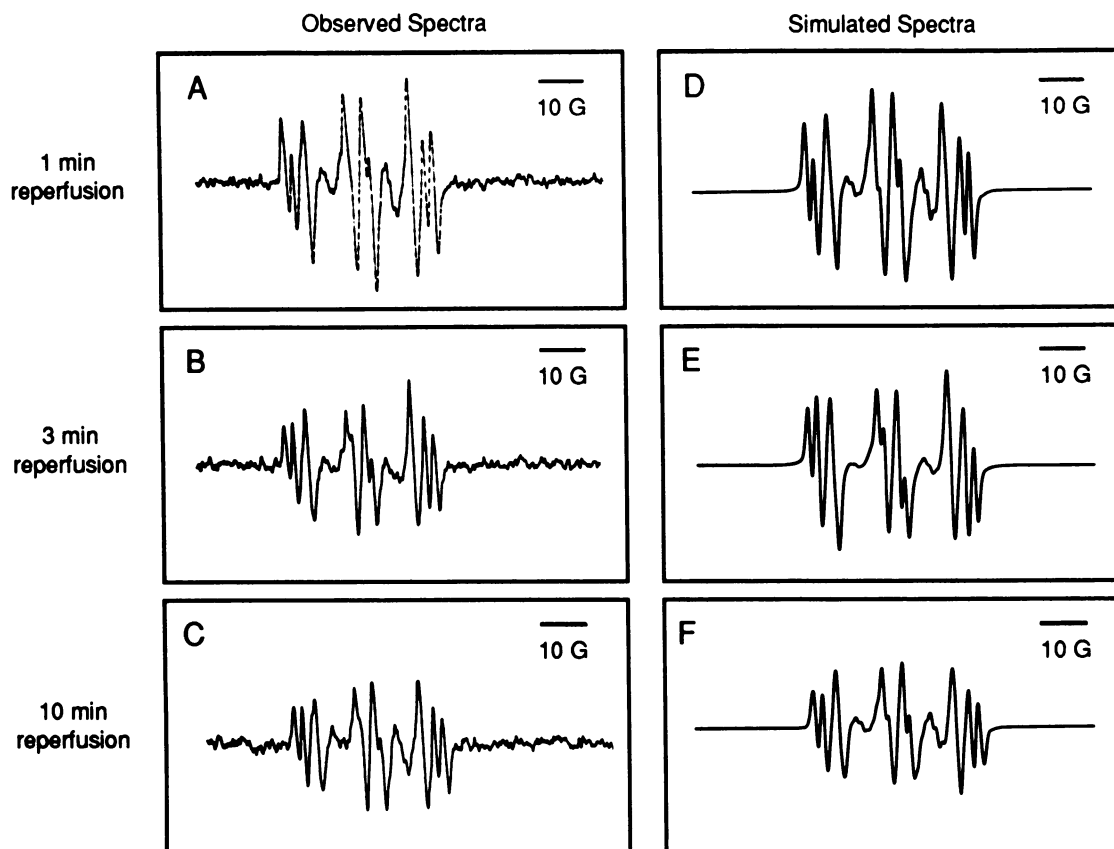 Observed Spectra
Simulated Spectra
1 min
reperfusion
A
10 G
D
10 G
3 min
reperfusion
B
10 G
E
10 G
10 min
reperfusion
C
10 G
F
10 G